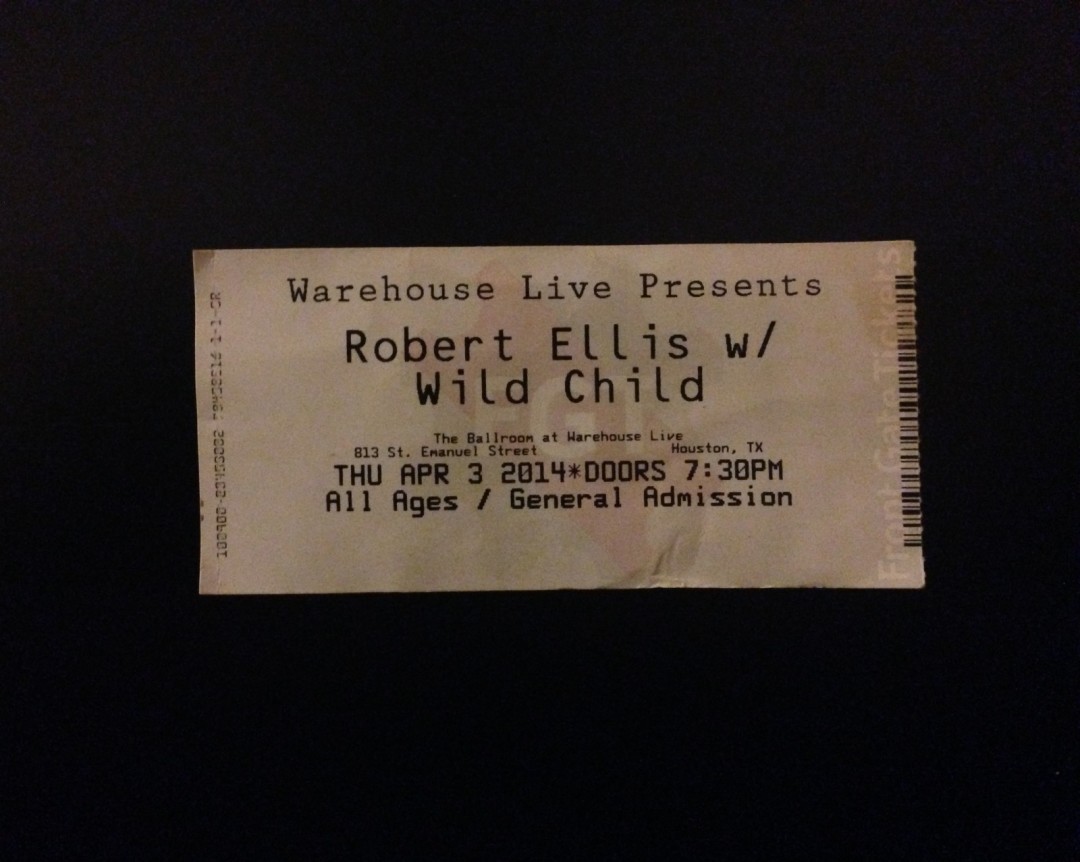 Warehouse Live Presents
Robert Ellis w/
Wild Child
The Ballroom at Warehouse Live
813 St. Emanuel Street Houston, TX
THU APR 3 2014*DOORS 7:30PM
All Ages / General Admission
Front Gate Tickets